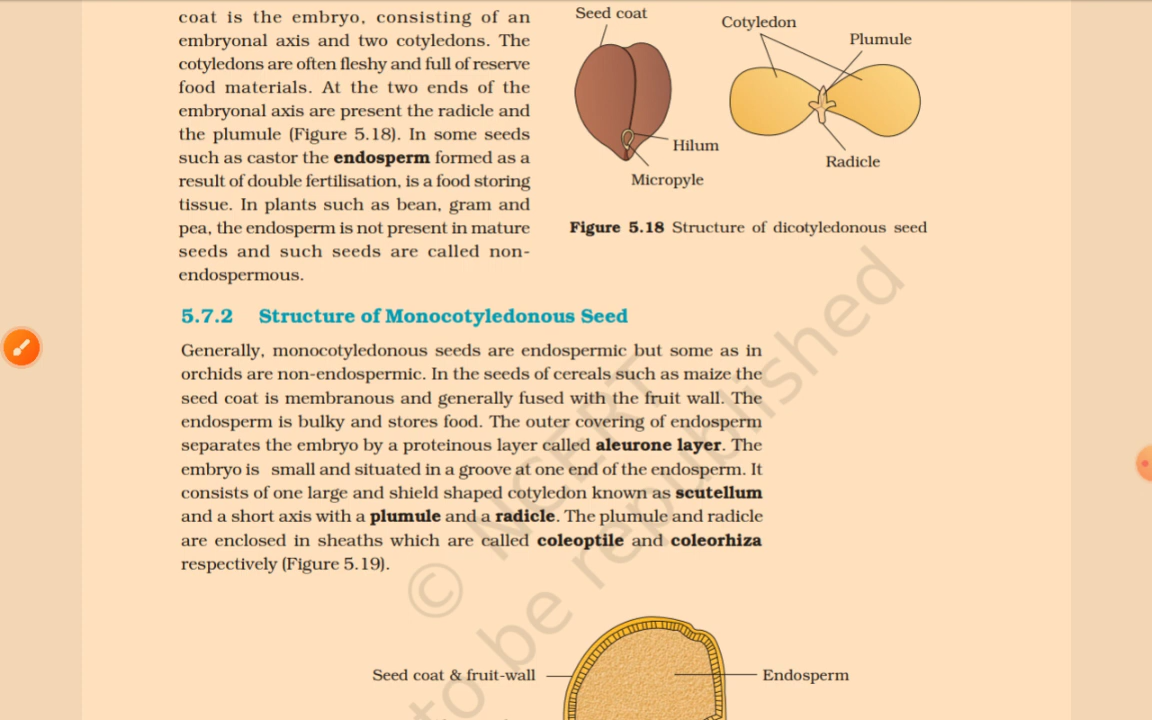 coat is the embryo, consisting of an
embryonal axis and two cotyledons. The
cotyledons are often fleshy and full of reserve
food materials. At the two ends of the
embryonal axis are present the radicle and
the plumule (Figure 5.18). In some seeds
such as castor the endosperm formed as a
result of double fertilisation, is a food storing
tissue. In plants such as bean, gram and
pea, the endosperm is not present in mature
seeds and such seeds are called non-
endospermous.
Seed coat
Cotyledon
Plumule
Hilum
Micropyle
Radicle
Figure 5.18 Structure of dicotyledonous seed
5.7.2 Structure of Monocotyledonous Seed
Generally, monocotyledonous seeds are endospermic but some as in
orchids are non-endospermic. In the seeds of cereals such as maize the
seed coat is membranous and generally fused with the fruit wall. The
endosperm is bulky and stores food. The outer covering of endosperm
separates the embryo by a proteinous layer called aleurone layer. The
embryo is small and situated in a groove at one end of the endosperm. It
consists of one large and shield shaped cotyledon known as scutellum
and a short axis with a plumule and a radicle. The plumule and radicle
are enclosed in sheaths which are called coleoptile and coleorhiza
respectively (Figure 5.19).
Seed coat & fruit-wall
Endosperm
© NCERT
to be republished